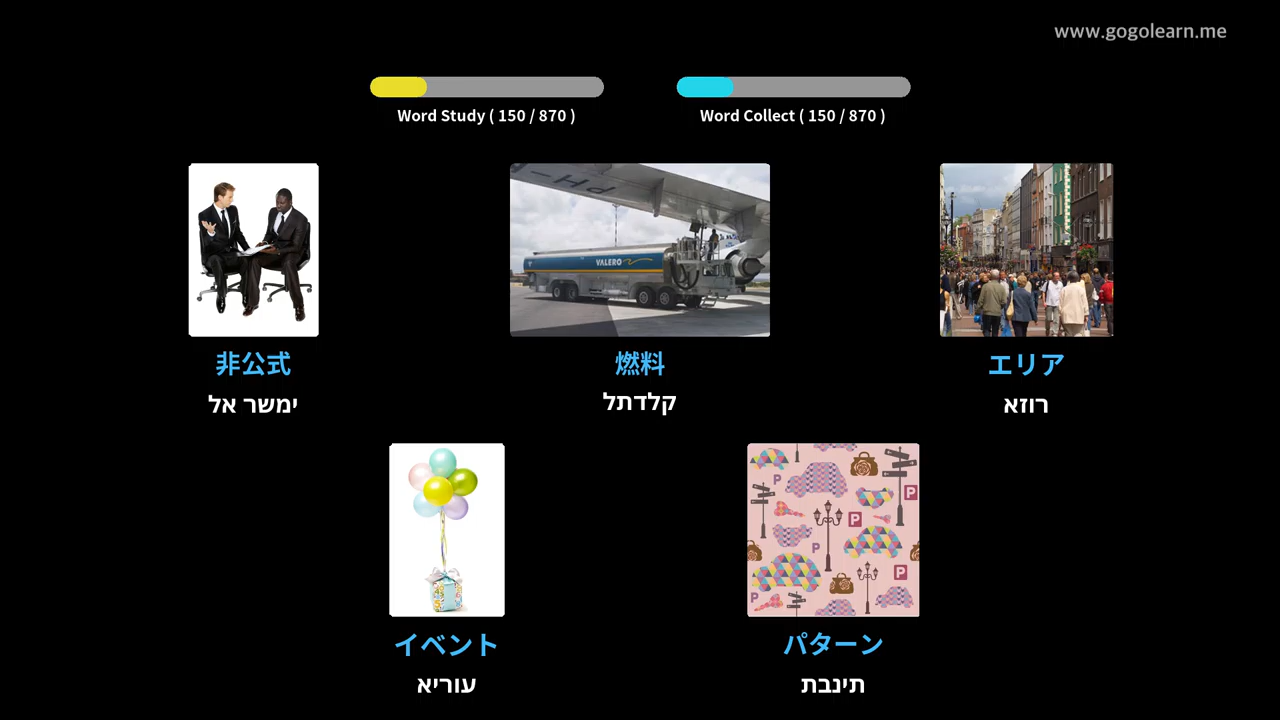 www.gogolearn.me
Word Study ( 150 / 870 )
Word Collect ( 150 / 870 )
非公式
ימשר אל
燃料
קלדתל
エリア
רוזא
VALERO
イベント
עוריא
パターン
תינבת